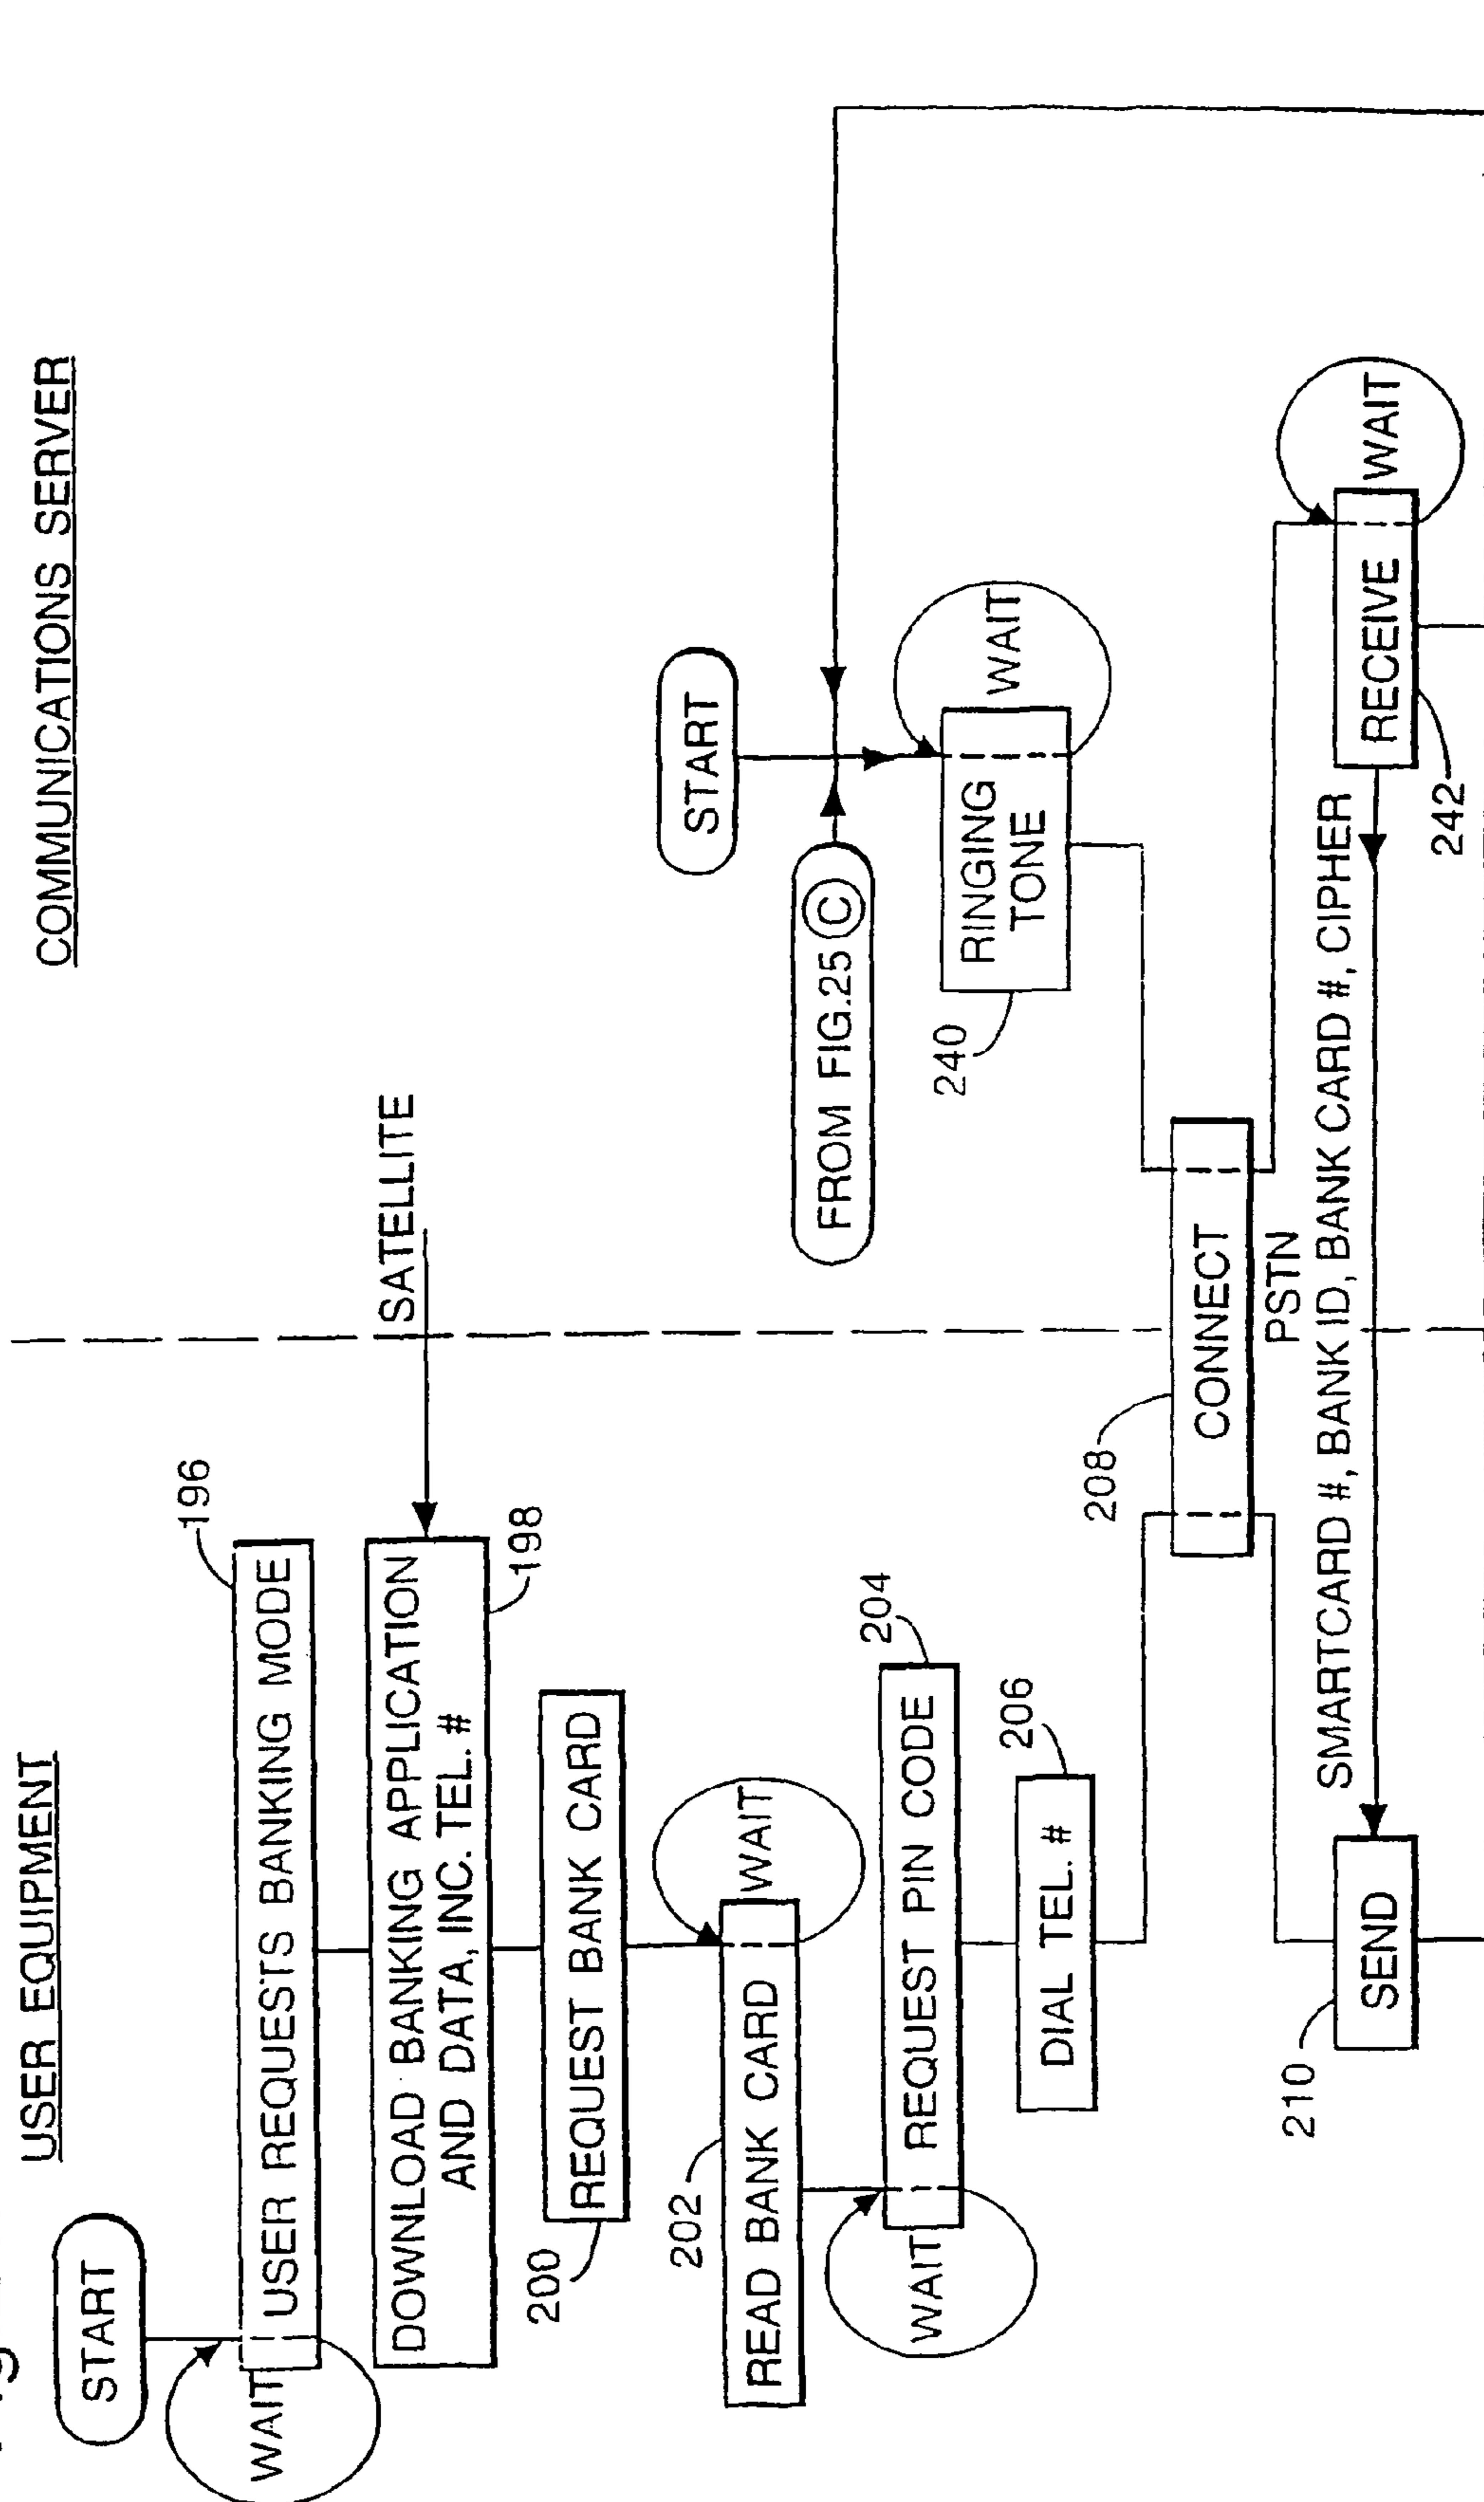 USER EQUIPMENT
COMMUNICATIONS SERVER
START
WAIT
USER REQUESTS BANKING MODE
196
SATELLITE
DOWNLOAD BANKING APPLICATION
AND DATA, INC. TEL. #
198
200
REQUEST BANK CARD
START
202
READ BANK CARD
WAIT
FROM FIG.25 C
204
WAIT
REQUEST PIN CODE
240
RINGING
TONE
WAIT
206
DIAL TEL. #
208
CONNECT
PSTN
210
SMARTCARD #, BANK ID, BANK CARD #, CIPHER
SEND
RECEIVE
WAIT
242